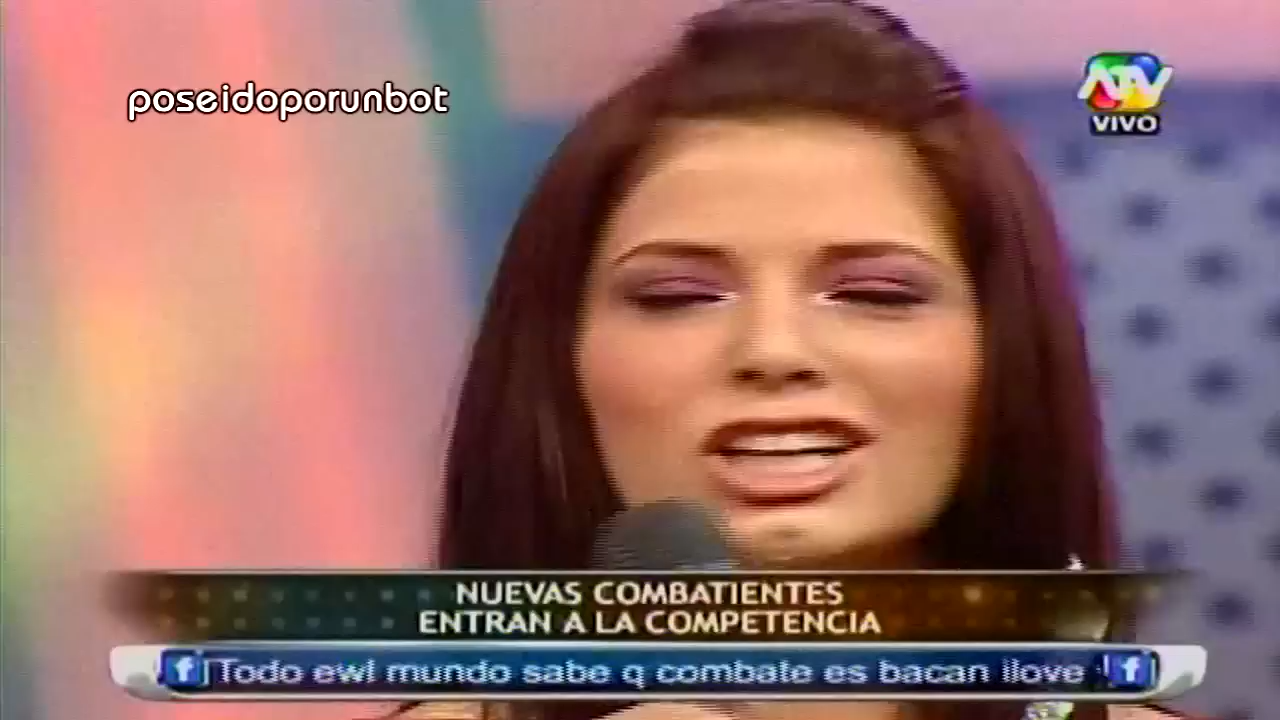 poseidoporunbot
ATV
VIVO
NUEVAS COMBATIENTES
ENTRAN A LA COMPETENCIA
f Todo ewl mundo sabe q combate es bacan ilove f